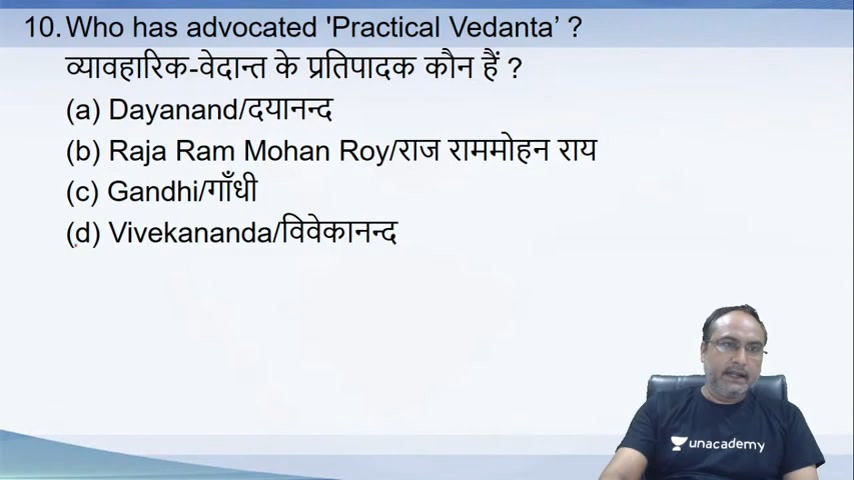 10. Who has advocated 'Practical Vedanta’ ?
व्यावहारिक-वेदान्त के प्रतिपादक कौन हैं ?
(a) Dayanand/दयानन्द
(b) Raja Ram Mohan Roy/राज राममोहन राय
(c) Gandhi/गाँधी
(d) Vivekananda/विवेकानन्द
unacademy